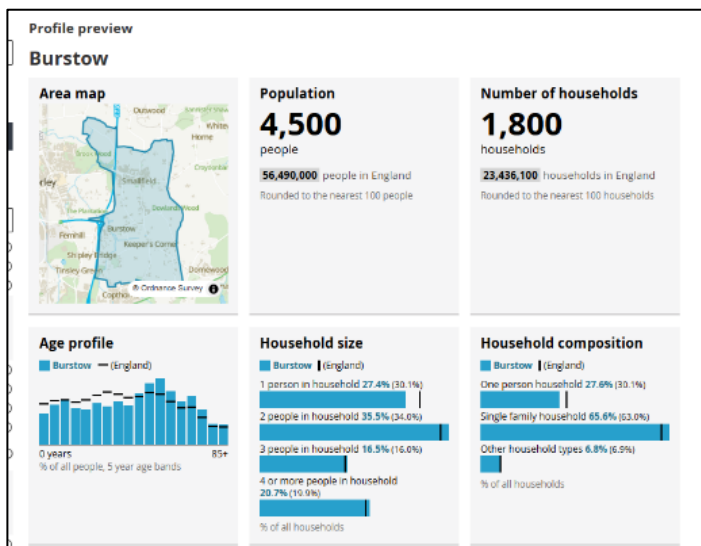 Profile preview
Burstow
Area map
Outwood
Home
Smallfield
Fernhill
Burstow
Keeper's Corner
Shipley Bridge
Tinsley Green
© Ordnance Survey
Population
4,500
people
56,490,000 people in England
Rounded to the nearest 100 people
Number of households
1,800
households
23,436,100 households in England
Rounded to the nearest 100 households
Age profile
Burstow (England)
0 years 85+
% of all people, 5 year age bands
Household size
Burstow (England)
1 person in household 27.4% (30.1%)
2 people in household 35.5% (34.0%)
3 people in household 16.5% (16.0%)
4 or more people in household
20.7% (19.9%)
% of all households
Household composition
Burstow (England)
One person household 27.6% (30.1%)
Single family household 65.6% (63.0%)
Other household types 6.8% (6.9%)
% of all households